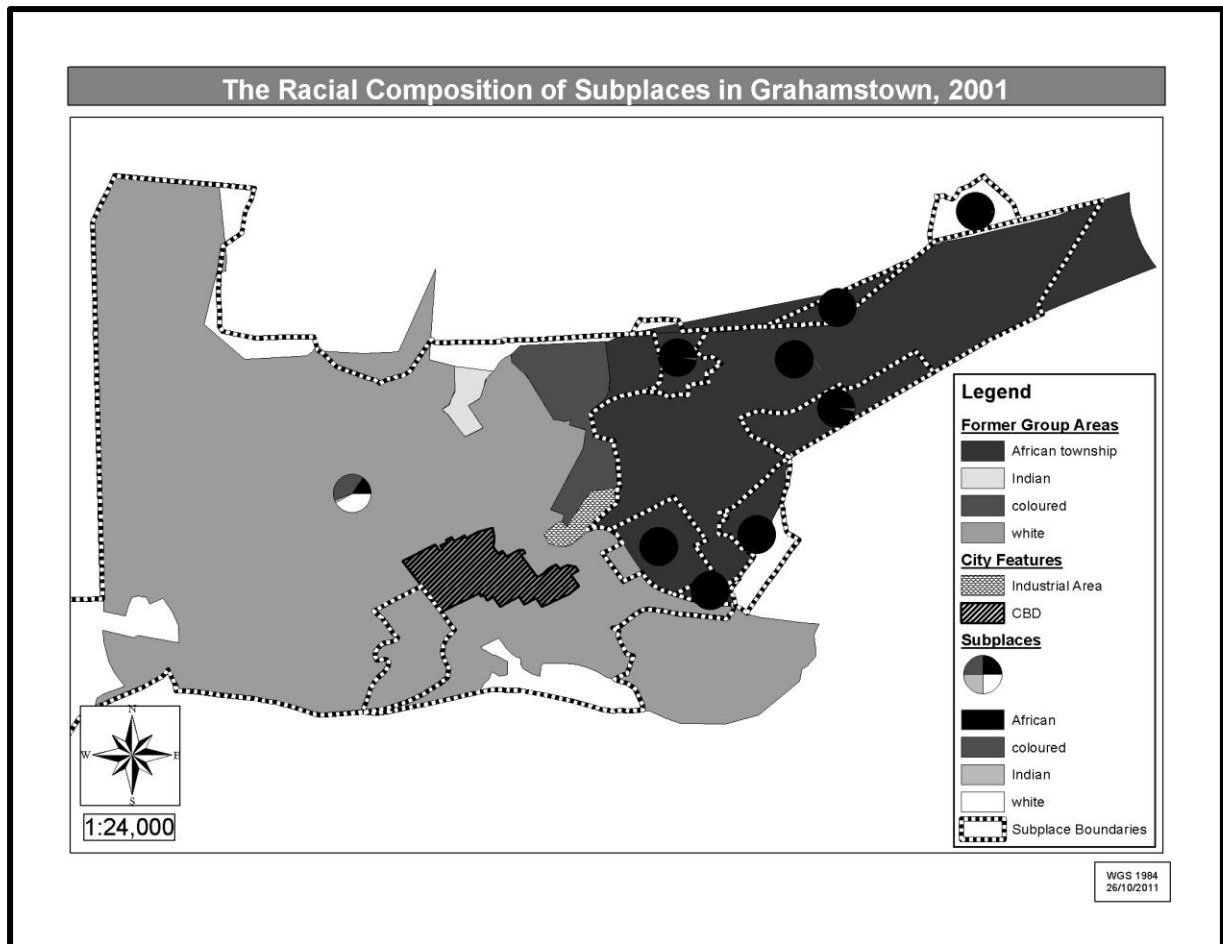 The Racial Composition of Subplaces in Grahamstown, 2001
Legend
Former Group Areas
African township
Indian
coloured
white
City Features
Industrial Area
CBD
Subplaces
African
coloured
Indian
white
Subplace Boundaries
N
W E
S
1:24,000
WGS 1984
26/10/2011